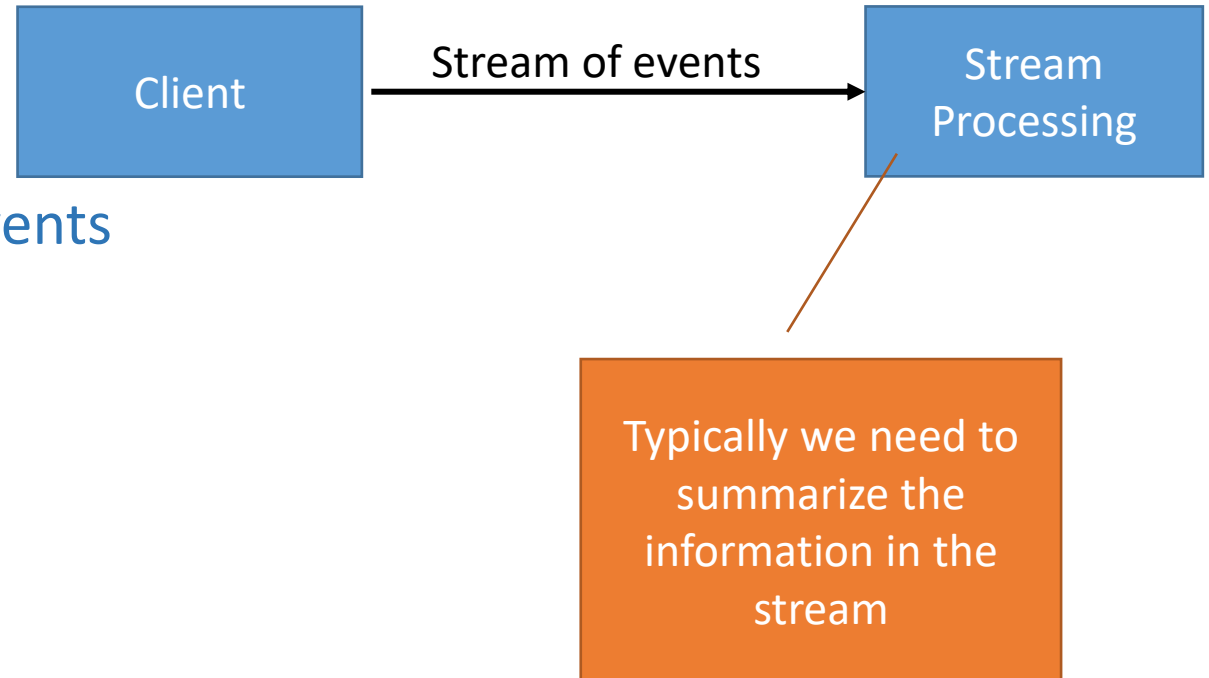 Client
Stream of events
Stream
Processing
ents
Typically we need to
summarize the
information in the
stream